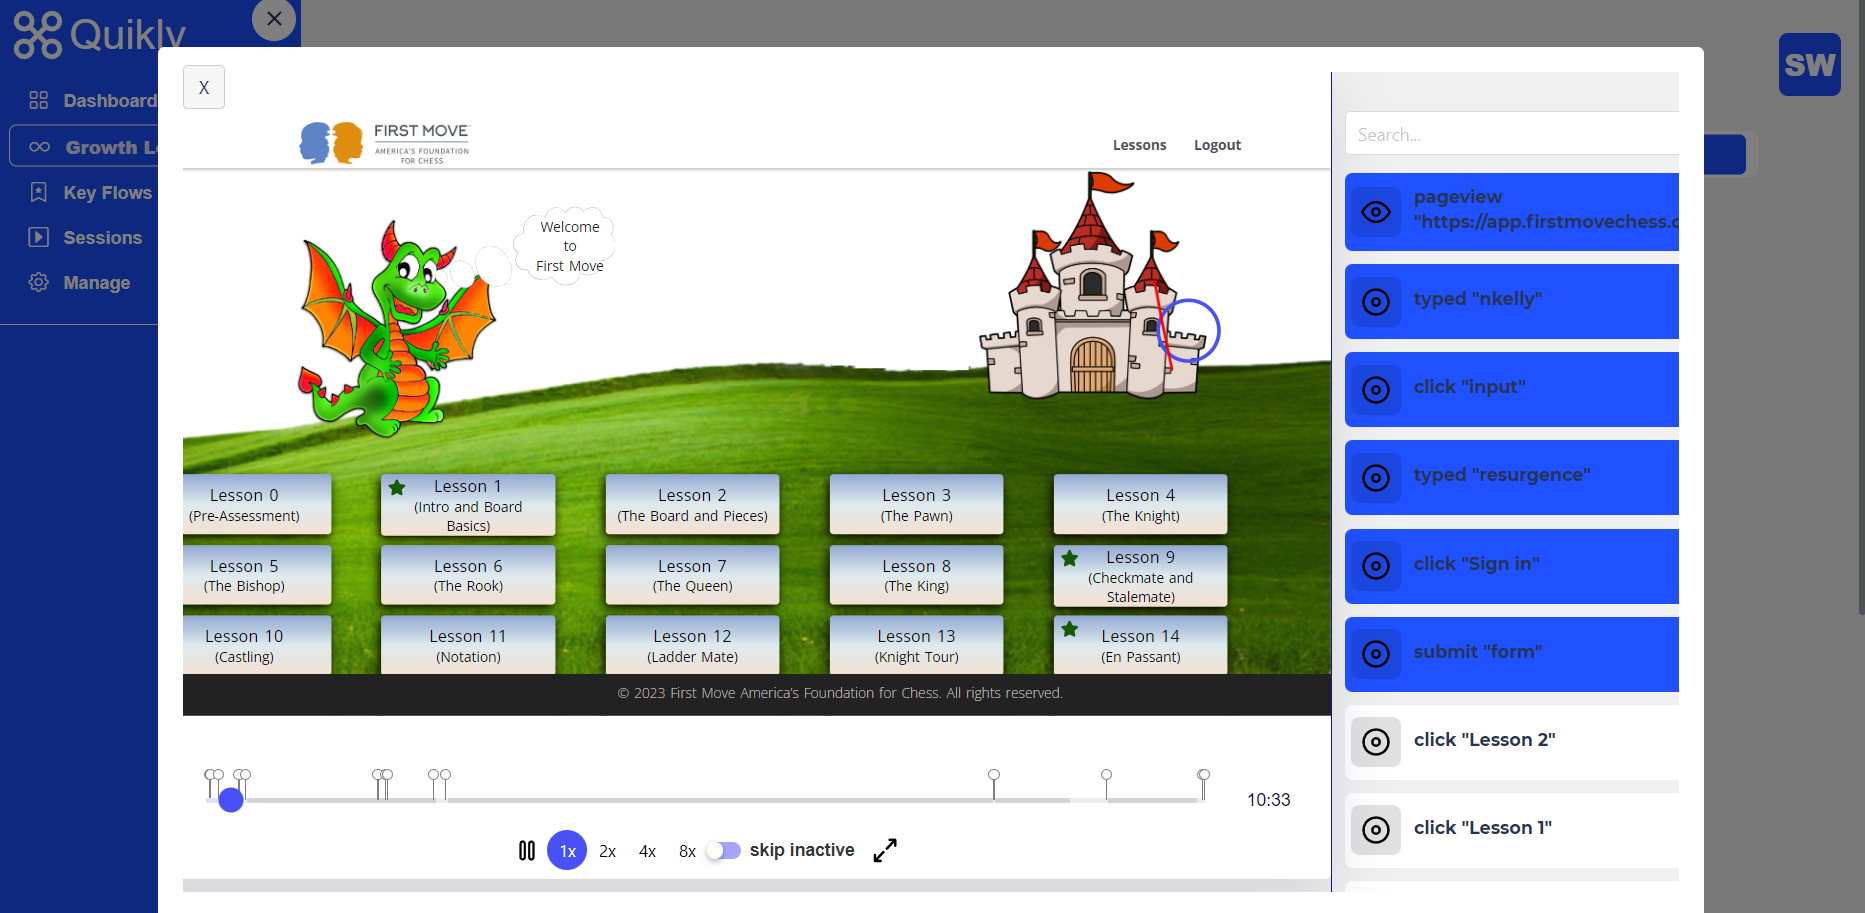 Quikly
SW
Dashboard
Growth L
Key Flows
Sessions
Manage
X
FIRST MOVE
AMERICA'S FOUNDATION
FOR CHESS
Lessons
Logout
Welcome
to
First Move
Lesson 0
(Pre-Assessment)
Lesson 1
(Intro and Board
Basics)
Lesson 2
(The Board and Pieces)
Lesson 3
(The Pawn)
Lesson 4
(The Knight)
Lesson 5
(The Bishop)
Lesson 6
(The Rook)
Lesson 7
(The Queen)
Lesson 8
(The King)
Lesson 9
(Checkmate and
Stalemate)
Lesson 10
(Castling)
Lesson 11
(Notation)
Lesson 12
(Ladder Mate)
Lesson 13
(Knight Tour)
Lesson 14
(En Passant)
© 2023 First Move America's Foundation for Chess. All rights reserved.
10:33
1x
2x
4x
8x
skip inactive
Search...
pageview
"https://app.firstmovechess.c
typed "nkelly"
click "input"
typed "resurgence"
click "Sign in"
submit "form"
click "Lesson 2"
click "Lesson 1"